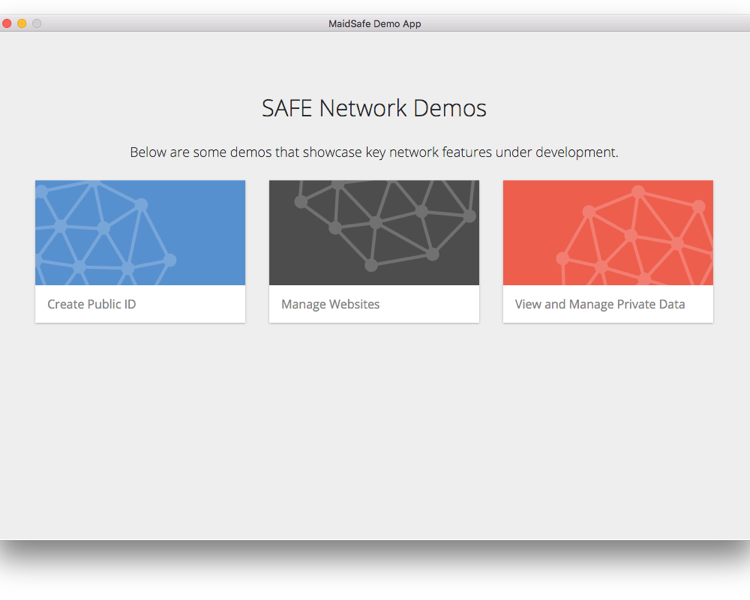 MaidSafe Demo App
SAFE Network Demos
Below are some demos that showcase key network features under development.
Create Public ID
Manage Websites
View and Manage Private Data